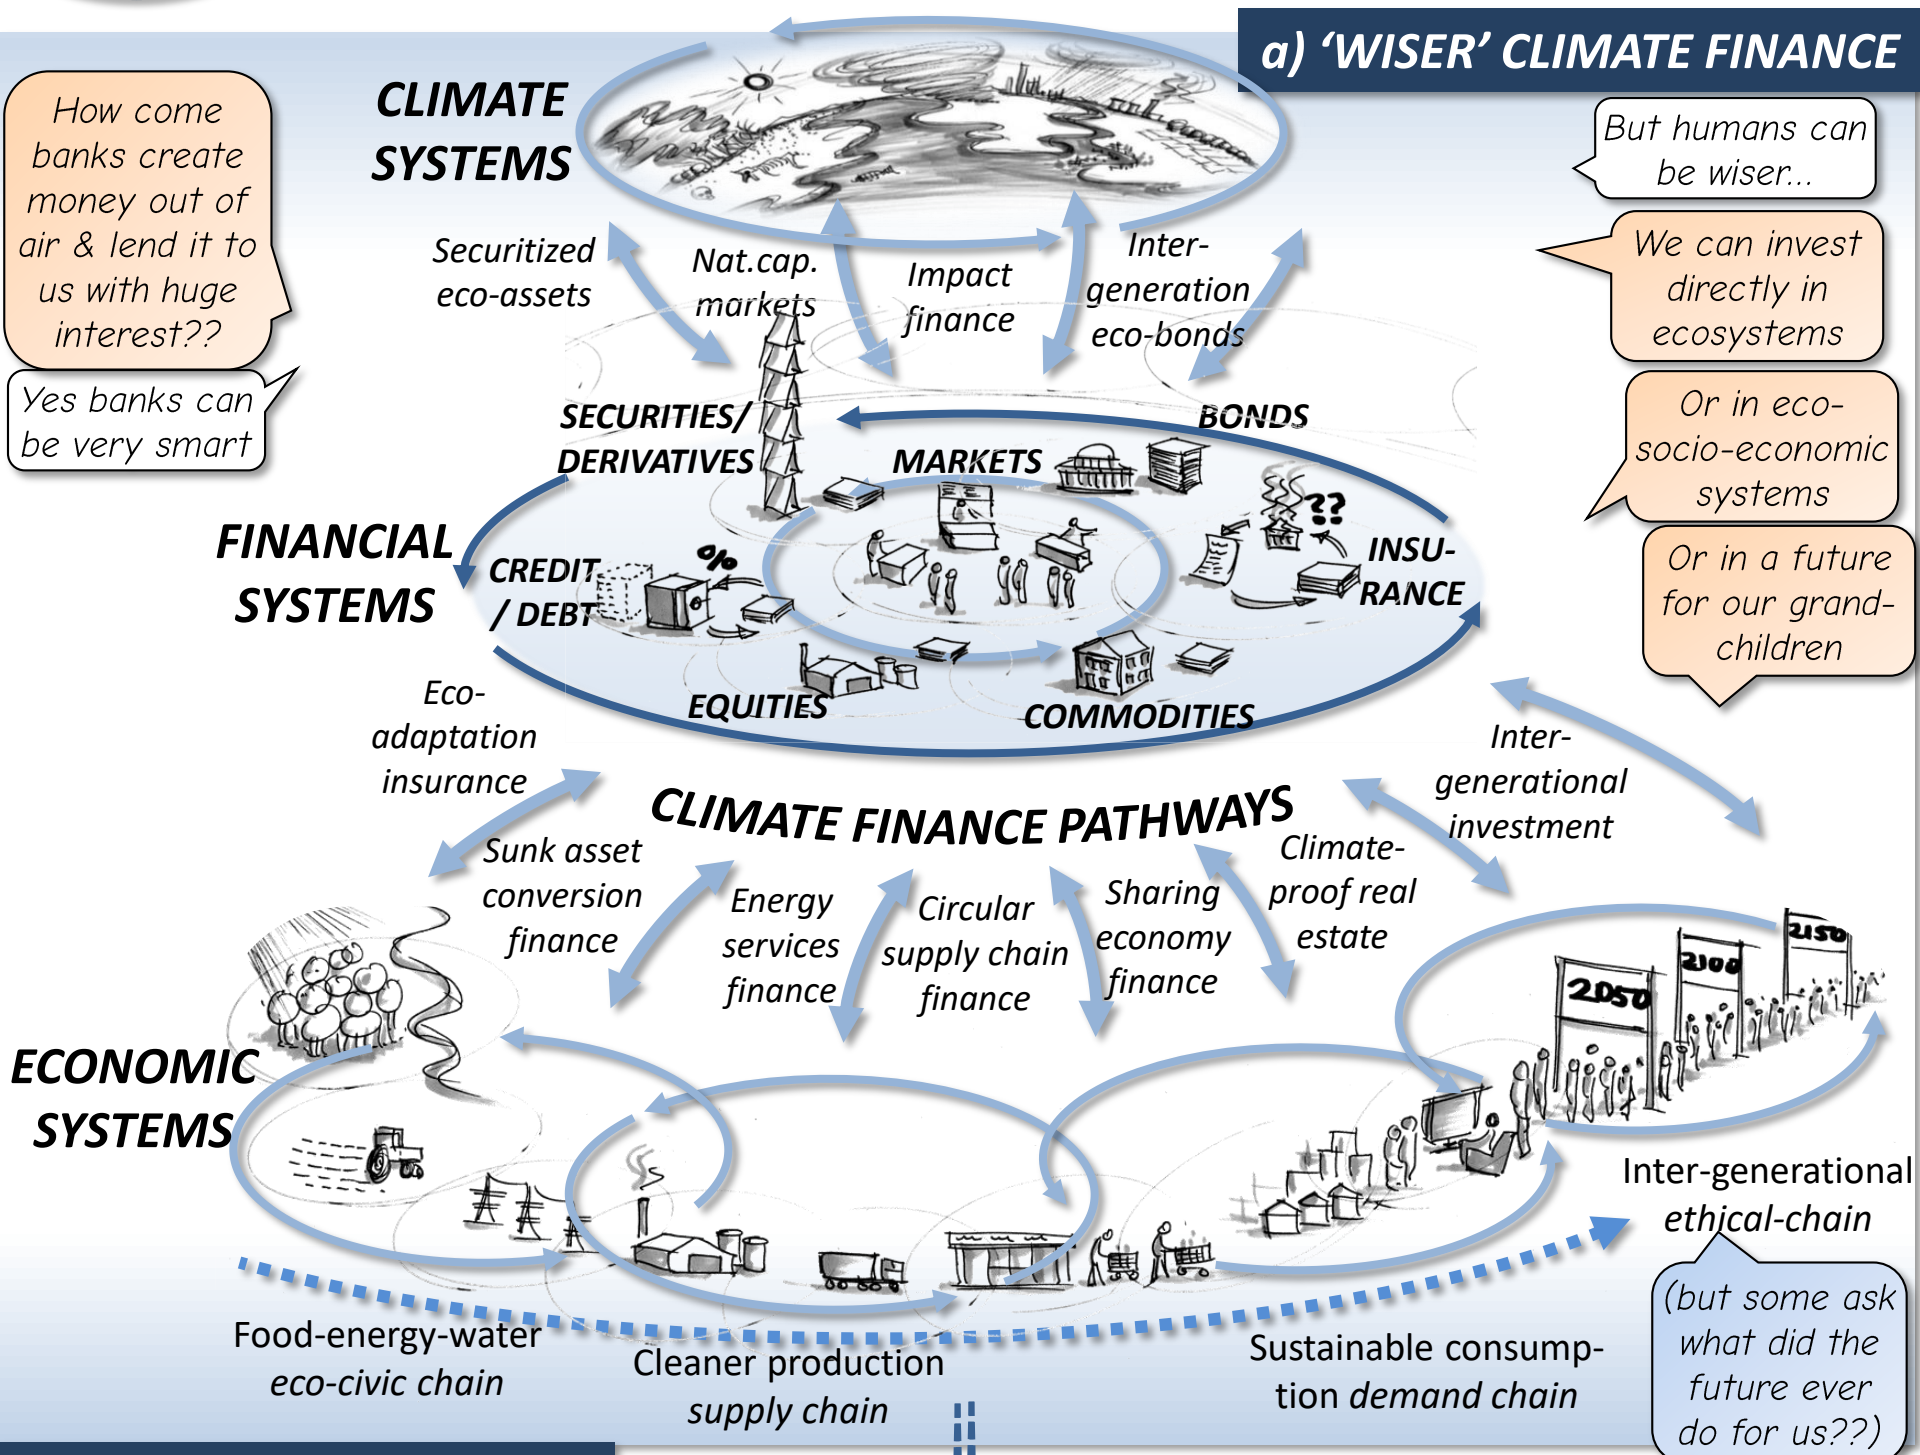 a) ‘WISER’ CLIMATE FINANCE
How come
banks create
money out of
air & lend it to
us with huge
interest??
Yes banks can
be very smart
CLIMATE
SYSTEMS
But humans can
be wiser...
We can invest
directly in
ecosystems
Or in eco-
socio-economic
systems
Or in a future
for our grand-
children
Securitized
eco-assets
Nat.cap.
markets
Impact
finance
Inter-
generation
eco-bonds
FINANCIAL
SYSTEMS
SECURITIES/
DERIVATIVES
MARKETS
BONDS
CREDIT
/ DEBT
%
??
INSU-
RANCE
EQUITIES
COMMODITIES
CLIMATE FINANCE PATHWAYS
Eco-
adaptation
insurance
Sunk asset
conversion
finance
Energy
services
finance
Circular
supply chain
finance
Sharing
economy
finance
Climate-
proof real
estate
Inter-
generational
investment
ECONOMIC
SYSTEMS
2050
2100
2150
Food-energy-water
eco-civic chain
Cleaner production
supply chain
Sustainable consump-
tion demand chain
Inter-generational
ethical-chain
(but some ask
what did the
future ever
do for us??)